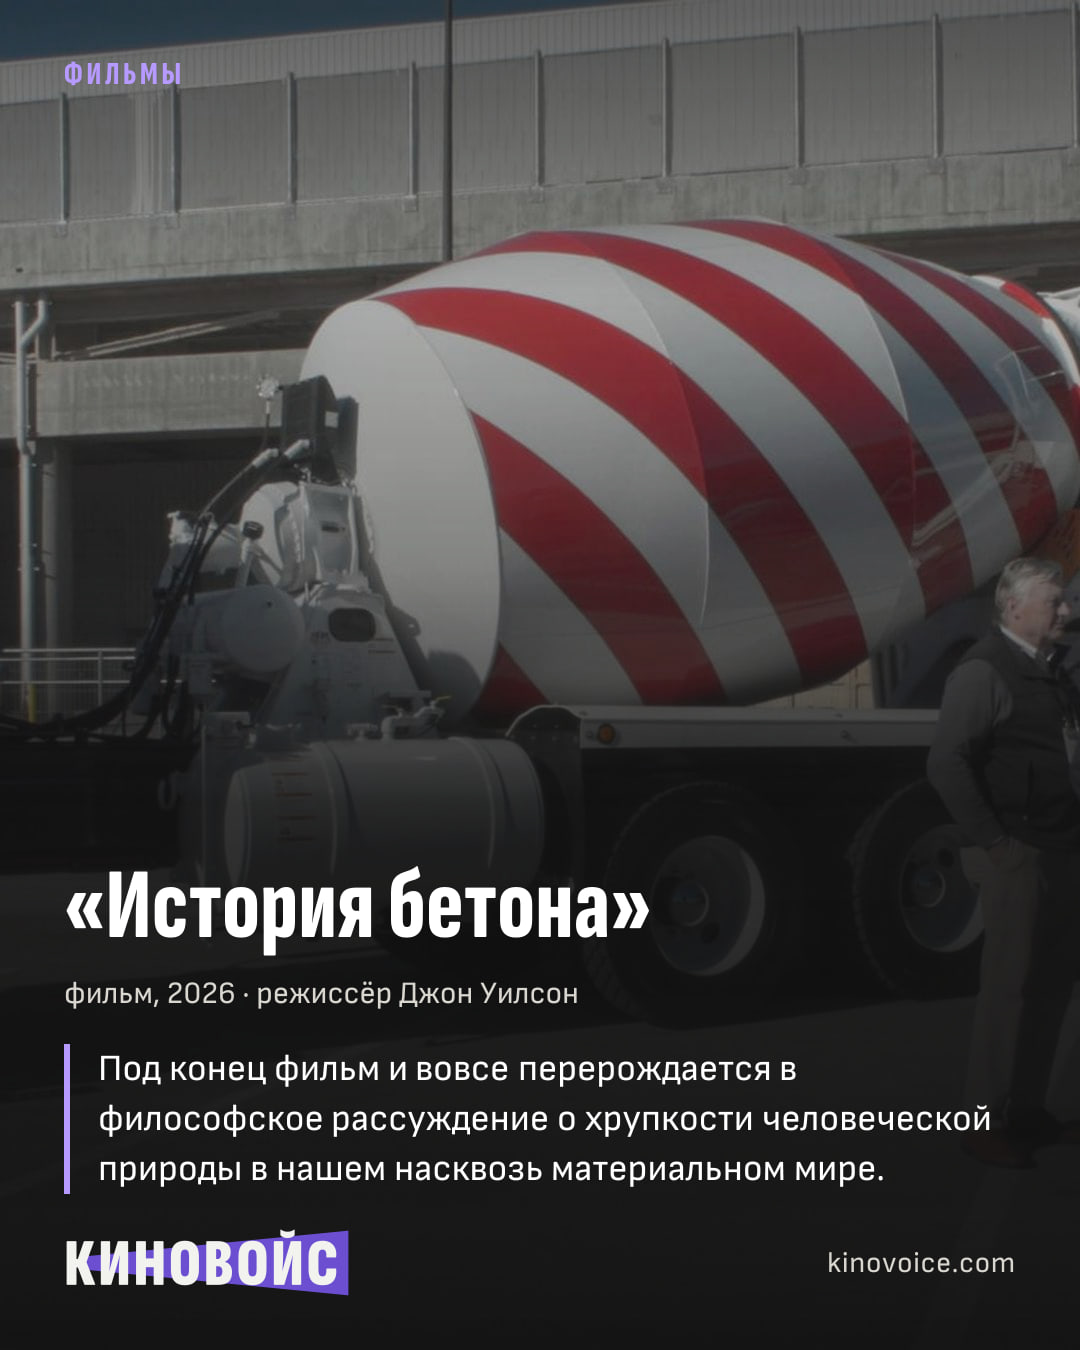 ФИЛЬМЫ
«История бетона»
фильм, 2026 · режиссёр Джон Уилсон
Под конец фильм и вовсе перерождается в
философское рассуждение о хрупкости человеческой
природы в нашем насквозь материальном мире.
КИНОВОЙС
kinovoice.com